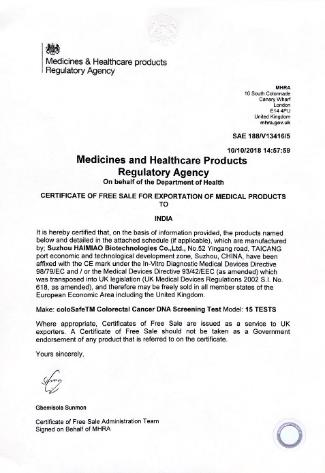 Medicines & Healthcare products
Regulatory Agency
MHRA
10 South Colonnade
Canary Wharf
London
E14 4PU
United Kingdom
mhra.gov.uk
SAE 188/V13416/5
10/10/2018 14:57:59
Medicines and Healthcare Products
Regulatory Agency
On behalf of the Department of Health
CERTIFICATE OF FREE SALE FOR EXPORTATION OF MEDICAL PRODUCTS
TO
INDIA
It is hereby certified that, on the basis of information provided, the products named
below and detailed in the attached schedule (if applicable), which are manufactured
by; Suzhou HAIMIAO Biotechnologies Co.,Ltd., No.52 Yingang road, TAICANG
port economic and technological development zone, Suzhou, CHINA, have been
affixed with the CE mark under the In-Vitro Diagnostic Medical Devices Directive
98/79/EC and / or the Medical Devices Directive 93/42/EEC (as amended) which
was transposed into UK legislation (UK Medical Devices Regulations 2002 S.I. No.
618, as amended), and therefore may be freely sold in all member states of the
European Economic Area including the United Kingdom.
Make: coloSafeTM Colorectal Cancer DNA Screening Test Model: 15 TESTS
Where appropriate, Certificates of Free Sale are issued as a service to UK
exporters. A Certificate of Free Sale should not be taken as a Government
endorsement of any product that is referred to on the certificate.
Yours sincerely,
Gbemisola Sunmon
Certificate of Free Sale Administration Team
Signed on Behalf of MHRA